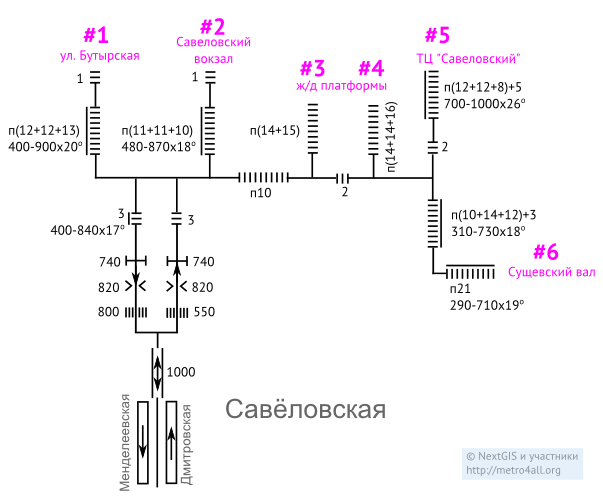 #1
ул. Бутырская
#2
Савеловский
вокзал
#3
#4
ж/д платформы
#5
ТЦ "Савеловский"
1
1
п(12+12+13)
400-900x20°
п(11+11+10)
480-870x18°
п(14+15)
п(14+14+16)
п(12+12+8)+5
700-1000x26°
2
п10
2
3
400-840x17°
3
п(10+14+12)+3
310-730x18°
#6
Сущевский вал
п21
290-710x19°
740
740
820
820
800
550
1000
Менделеевская
Дмитровская
Савёловская
© NextGIS и участники
http://metro4all.org